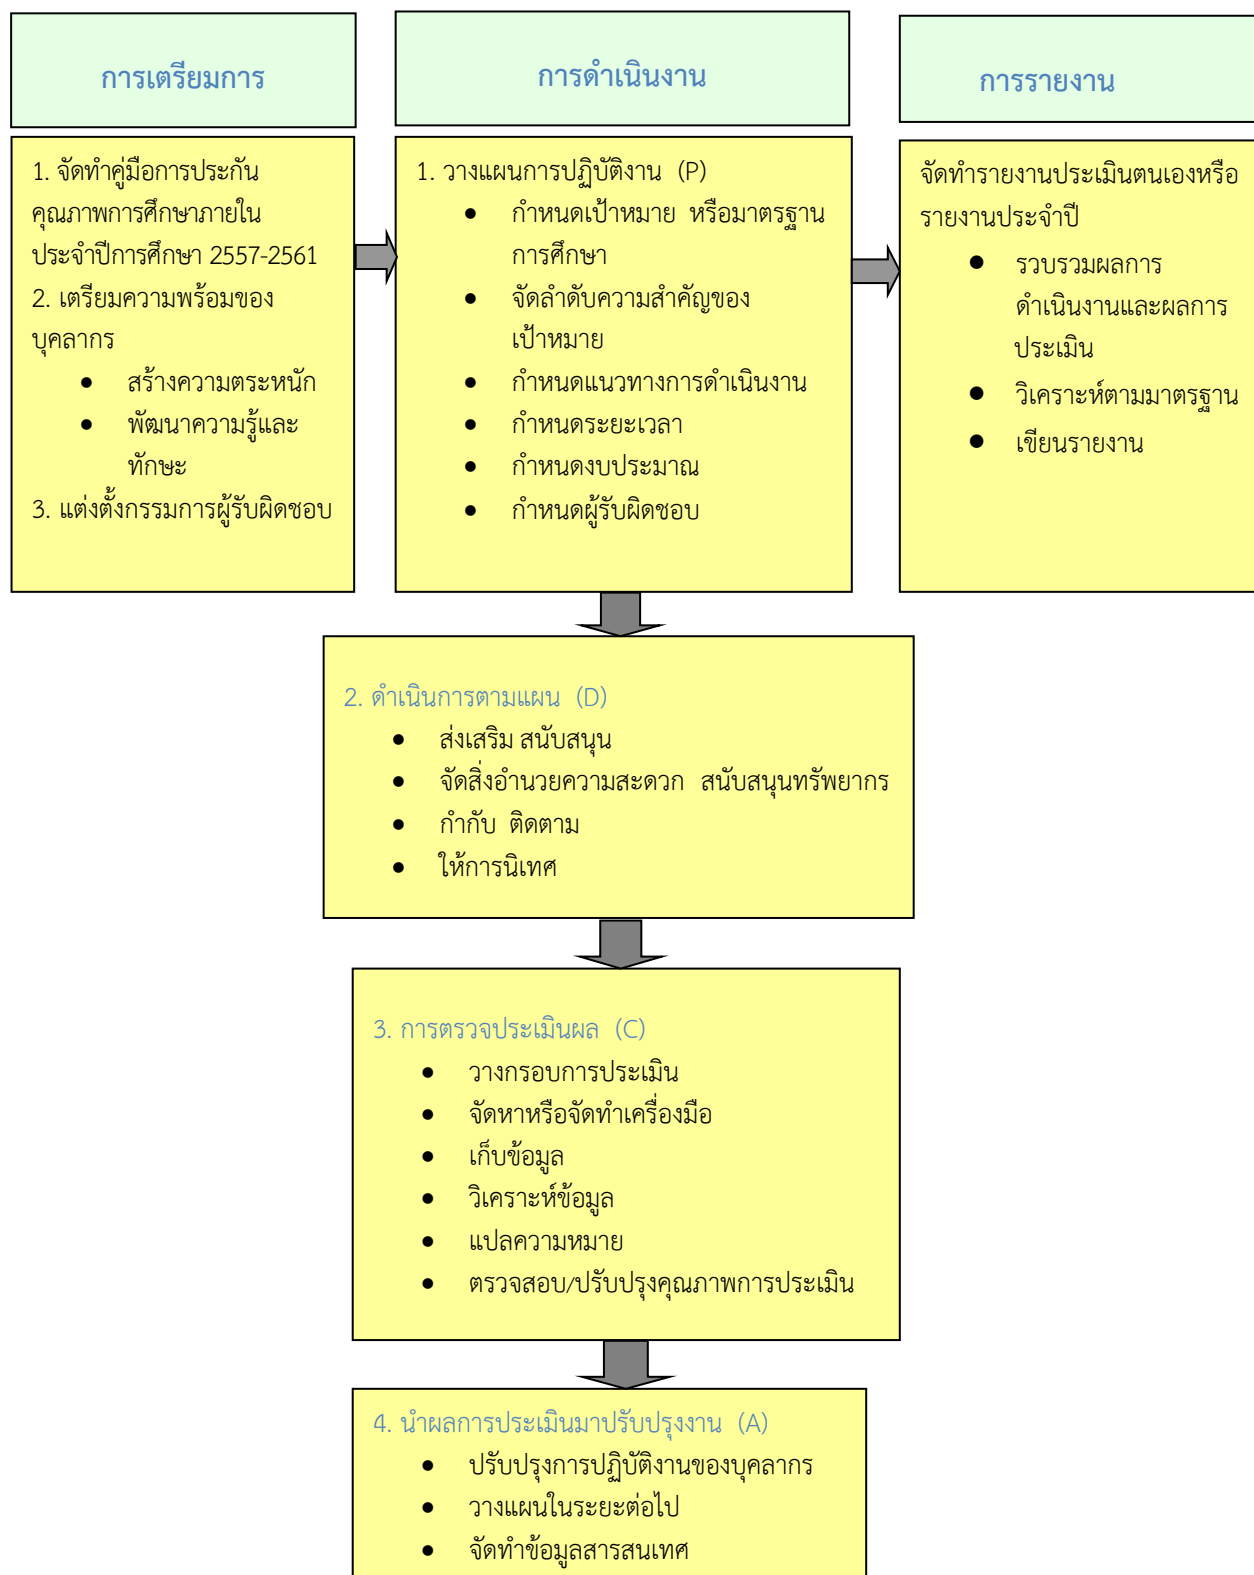 การเตรียมการ
การดำเนินงาน
การรายงาน
1. จัดทำคู่มือการประกัน
คุณภาพการศึกษาภายใน
ประจำปีการศึกษา 2557-2561
2. เตรียมความพร้อมของ
บุคลากร
● สร้างความตระหนัก
● พัฒนาความรู้และ
ทักษะ
3. แต่งตั้งกรรมการผู้รับผิดชอบ
1. วางแผนการปฏิบัติงาน (P)
● กำหนดเป้าหมาย หรือมาตรฐาน
การศึกษา
● จัดลำดับความสำคัญของ
เป้าหมาย
● กำหนดแนวทางการดำเนินงาน
● กำหนดระยะเวลา
● กำหนดงบประมาณ
● กำหนดผู้รับผิดชอบ
จัดทำรายงานประเมินตนเองหรือ
รายงานประจำปี
● รวบรวมผลการ
ดำเนินงานและผลการ
ประเมิน
● วิเคราะห์ตามมาตรฐาน
● เขียนรายงาน
2. ดำเนินการตามแผน (D)
● ส่งเสริม สนับสนุน
● จัดสิ่งอำนวยความสะดวก สนับสนุนทรัพยากร
● กำกับ ติดตาม
● ให้การนิเทศ
3. การตรวจประเมินผล (C)
● วางกรอบการประเมิน
● จัดหาหรือจัดทำเครื่องมือ
● เก็บข้อมูล
● วิเคราะห์ข้อมูล
● แปลความหมาย
● ตรวจสอบ/ปรับปรุงคุณภาพการประเมิน
4. นำผลการประเมินมาปรับปรุงงาน (A)
● ปรับปรุงการปฏิบัติงานของบุคลากร
● วางแผนในระยะต่อไป
● จัดทำข้อมูลสารสนเทศ